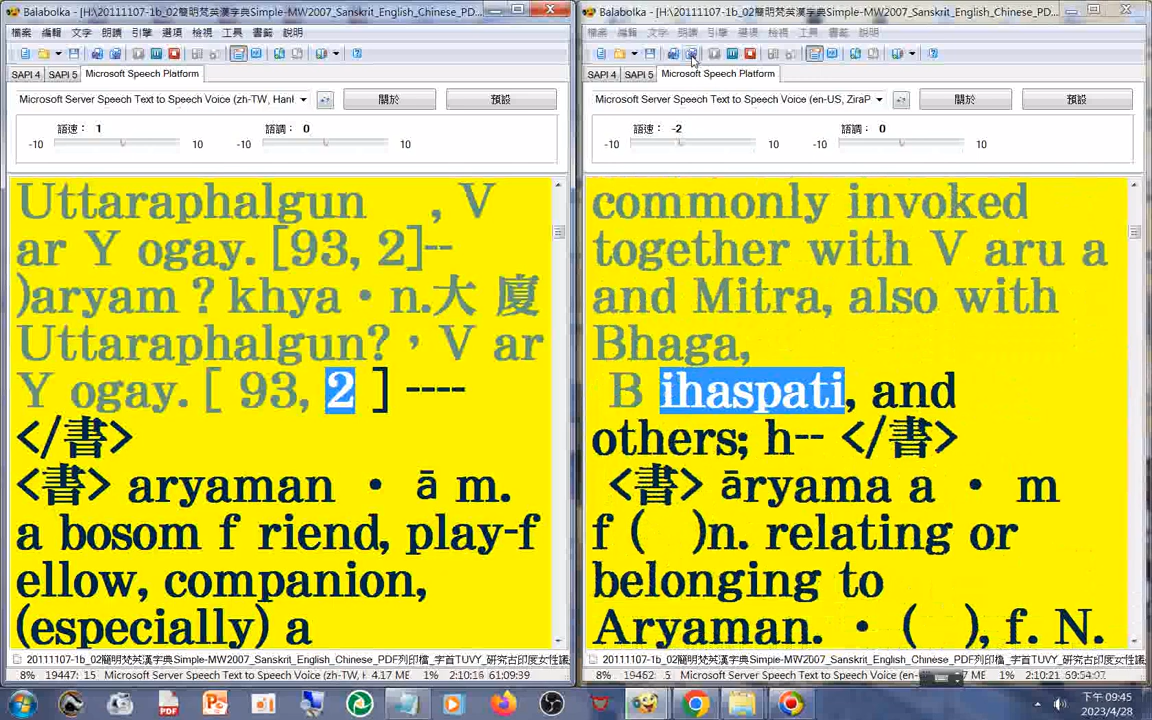 Balabolka - [H:\20111107-1b_02簡明梵英漢字典Simple-MW2007_Sanskrit_English_Chinese_PD...
檔案 編輯 文字 朗讀 引擎 選項 檢視 工具 書籤 說明
SAPI 4 SAPI 5 Microsoft Speech Platform
Microsoft Server Speech Text to Speech Voice (zh-TW, Hanl
關於 預設
語速： 1 語調： 0
-10 10 -10 10
Uttaraphalgun , V
ar Y ogay. [93, 2]--
)aryam ? khya・n.大 廈
Uttaraphalgun?，V ar
Y ogay. [ 93, 2 ] ----
</書>
<書> aryaman ・ ā m.
a bosom f riend, play-f
ellow, companion,
(especially) a
20111107-1b_02簡明梵英漢字典Simple-MW2007_Sanskrit_English_Chinese_PDF列印檔_字首TUVY_研究古印度女性議
8% 19447: 15 Microsoft Server Speech Text to Speech Voice (zh-TW, H 4.17 ME 1% 2:10:16 61:09:39
Balabolka - [H:\20111107-1b_02簡明梵英漢字典Simple-MW2007_Sanskrit_English_Chinese_PD...
檔案 編輯 文字 朗讀 引擎 選項 檢視 工具 書籤 說明
SAPI 4 SAPI 5 Microsoft Speech Platform
Microsoft Server Speech Text to Speech Voice (en-US, ZiraP
關於 預設
語速： -2 語調： 0
-10 10 -10 10
commonly invoked
together with V aru a
and Mitra, also with
Bhaga,
B ihaspati, and
others; h-- </書>
<書> āryama a ・ m
f ( )n. relating or
belonging to
Aryaman. ・ ( ), f. N.
20111107-1b_02簡明梵英漢字典Simple-MW2007_Sanskrit_English_Chinese_PDF列印檔_字首TUVY_研究古印度女性議
8% 19462: 5 Microsoft Server Speech Text to Speech Voice (en-US, 1% 2:10:21
下午 09:45
2023/4/28